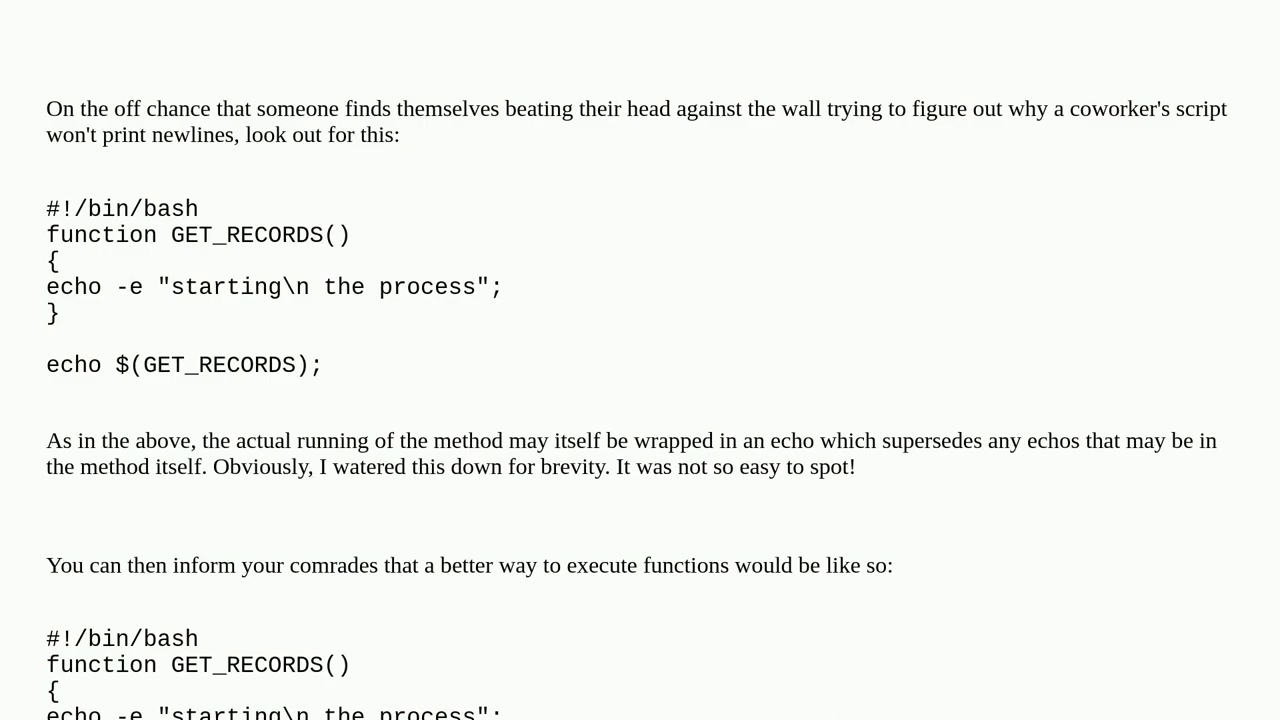 On the off chance that someone finds themselves beating their head against the wall trying to figure out why a coworker's script
won't print newlines, look out for this:
#!/bin/bash
function GET_RECORDS()
{
echo -e "starting\n the process";
}
echo $(GET_RECORDS);
As in the above, the actual running of the method may itself be wrapped in an echo which supersedes any echos that may be in
the method itself. Obviously, I watered this down for brevity. It was not so easy to spot!
You can then inform your comrades that a better way to execute functions would be like so:
#!/bin/bash
function GET_RECORDS()
{
echo -e "starting\n the process";